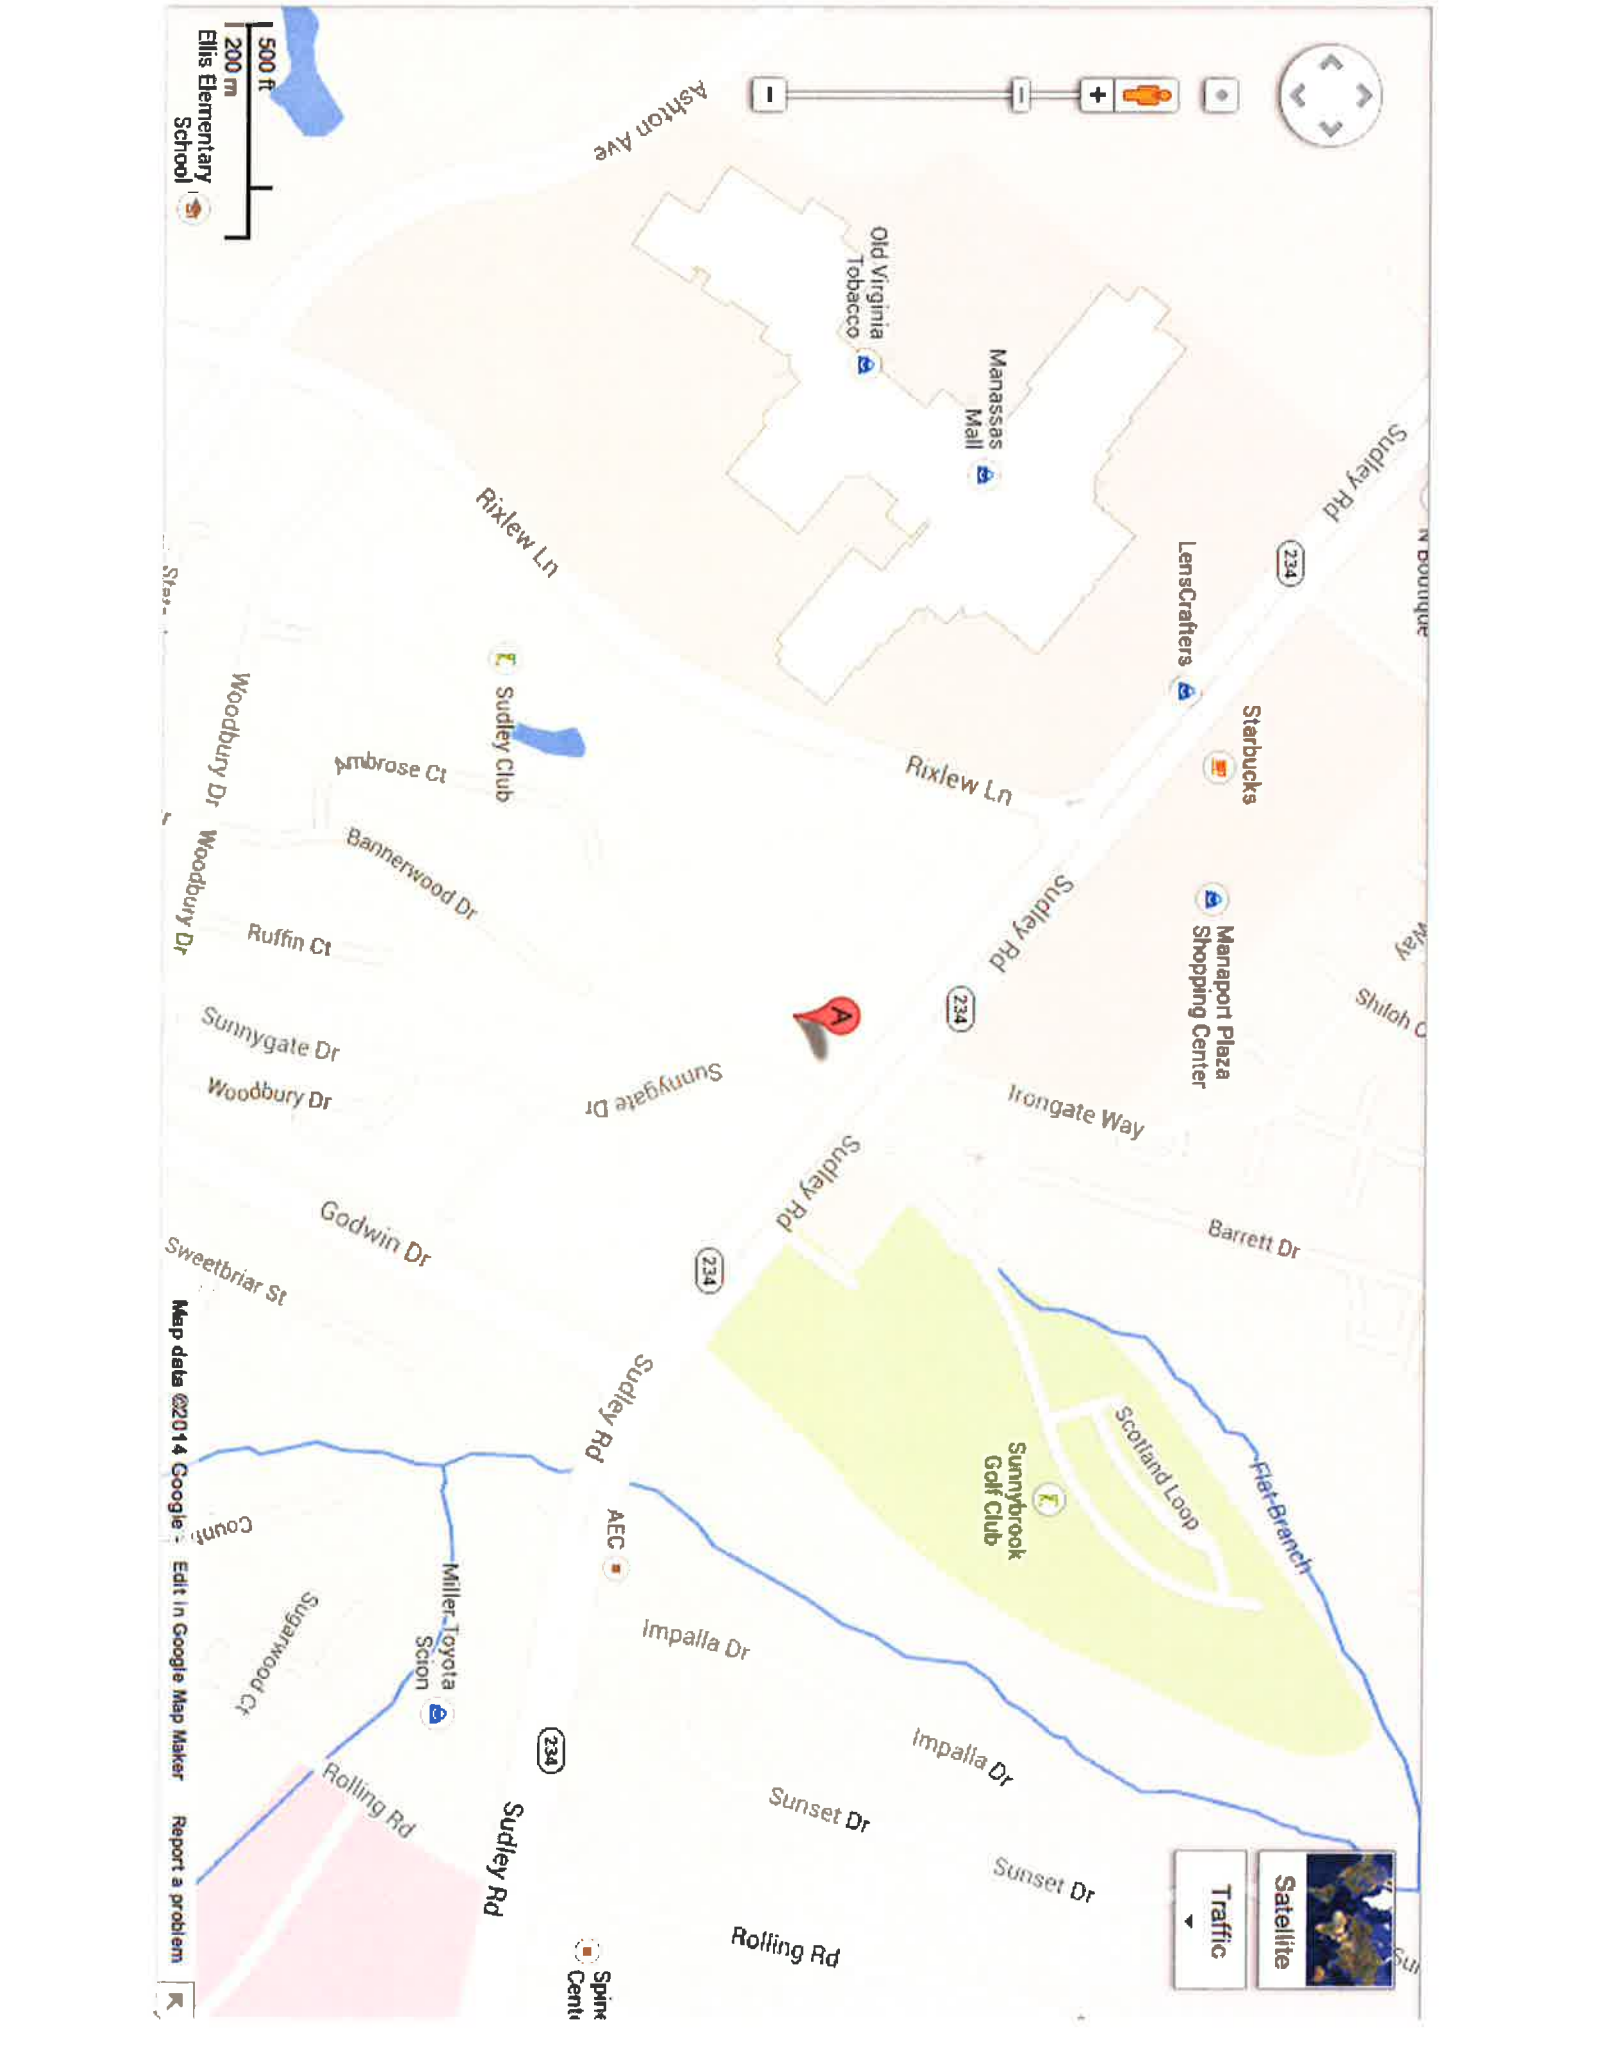 N Boutique
Sudley Rd
234
LensCrafters
Starbucks
Manaport Plaza
Shopping Center
Way
Shiloh
Ashton Ave
Old Virginia
Tobacco
Manassas
Mall
Rixlew Ln
Rixlew Ln
Sudley Rd
234
A
Irongate Way
Barrett Dr
Sudley Rd
234
Sunnygate Dr
Sudley Club
Ambrose Ct
Bannerwood Dr
Ruffin Ct
Woodbury Dr
Woodbury Dr
Sunnygate Dr
Woodbury Dr
Godwin Dr
Sweetbriar St
Sudley Rd
Scotland Loop
Flat Branch
Sunnybrook
Golf Club
AEC
Impalla Dr
Impalla Dr
Sunset Dr
Sunset Dr
Miller Toyota
Scion
234
Sudley Rd
Sugarwood Ct
Rolling Rd
Rolling Rd
Satellite
Traffic
500 ft
200 m
Ellis Elementary
School
Map data ©2014 Google - Edit in Google Map Maker Report a problem